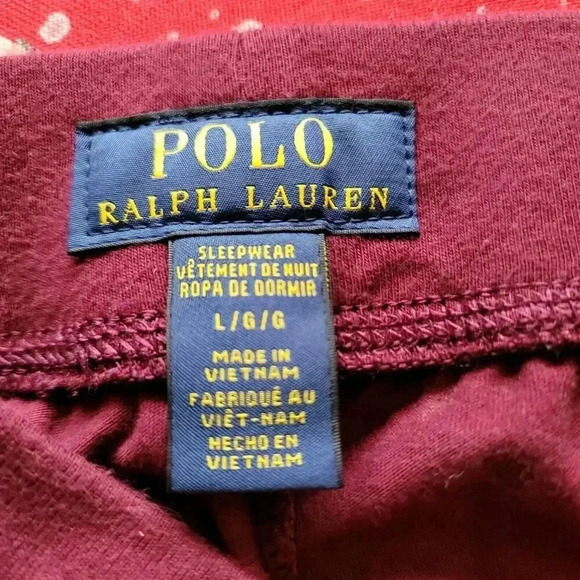 POLO
RALPH LAUREN
SLEEPWEAR
VÊTEMENT DE NUIT
ROPA DE DORMIR
L/G/G
MADE IN
VIETNAM
FABRIQUÉ AU
VIÊT-NAM
HECHO EN
VIETNAM